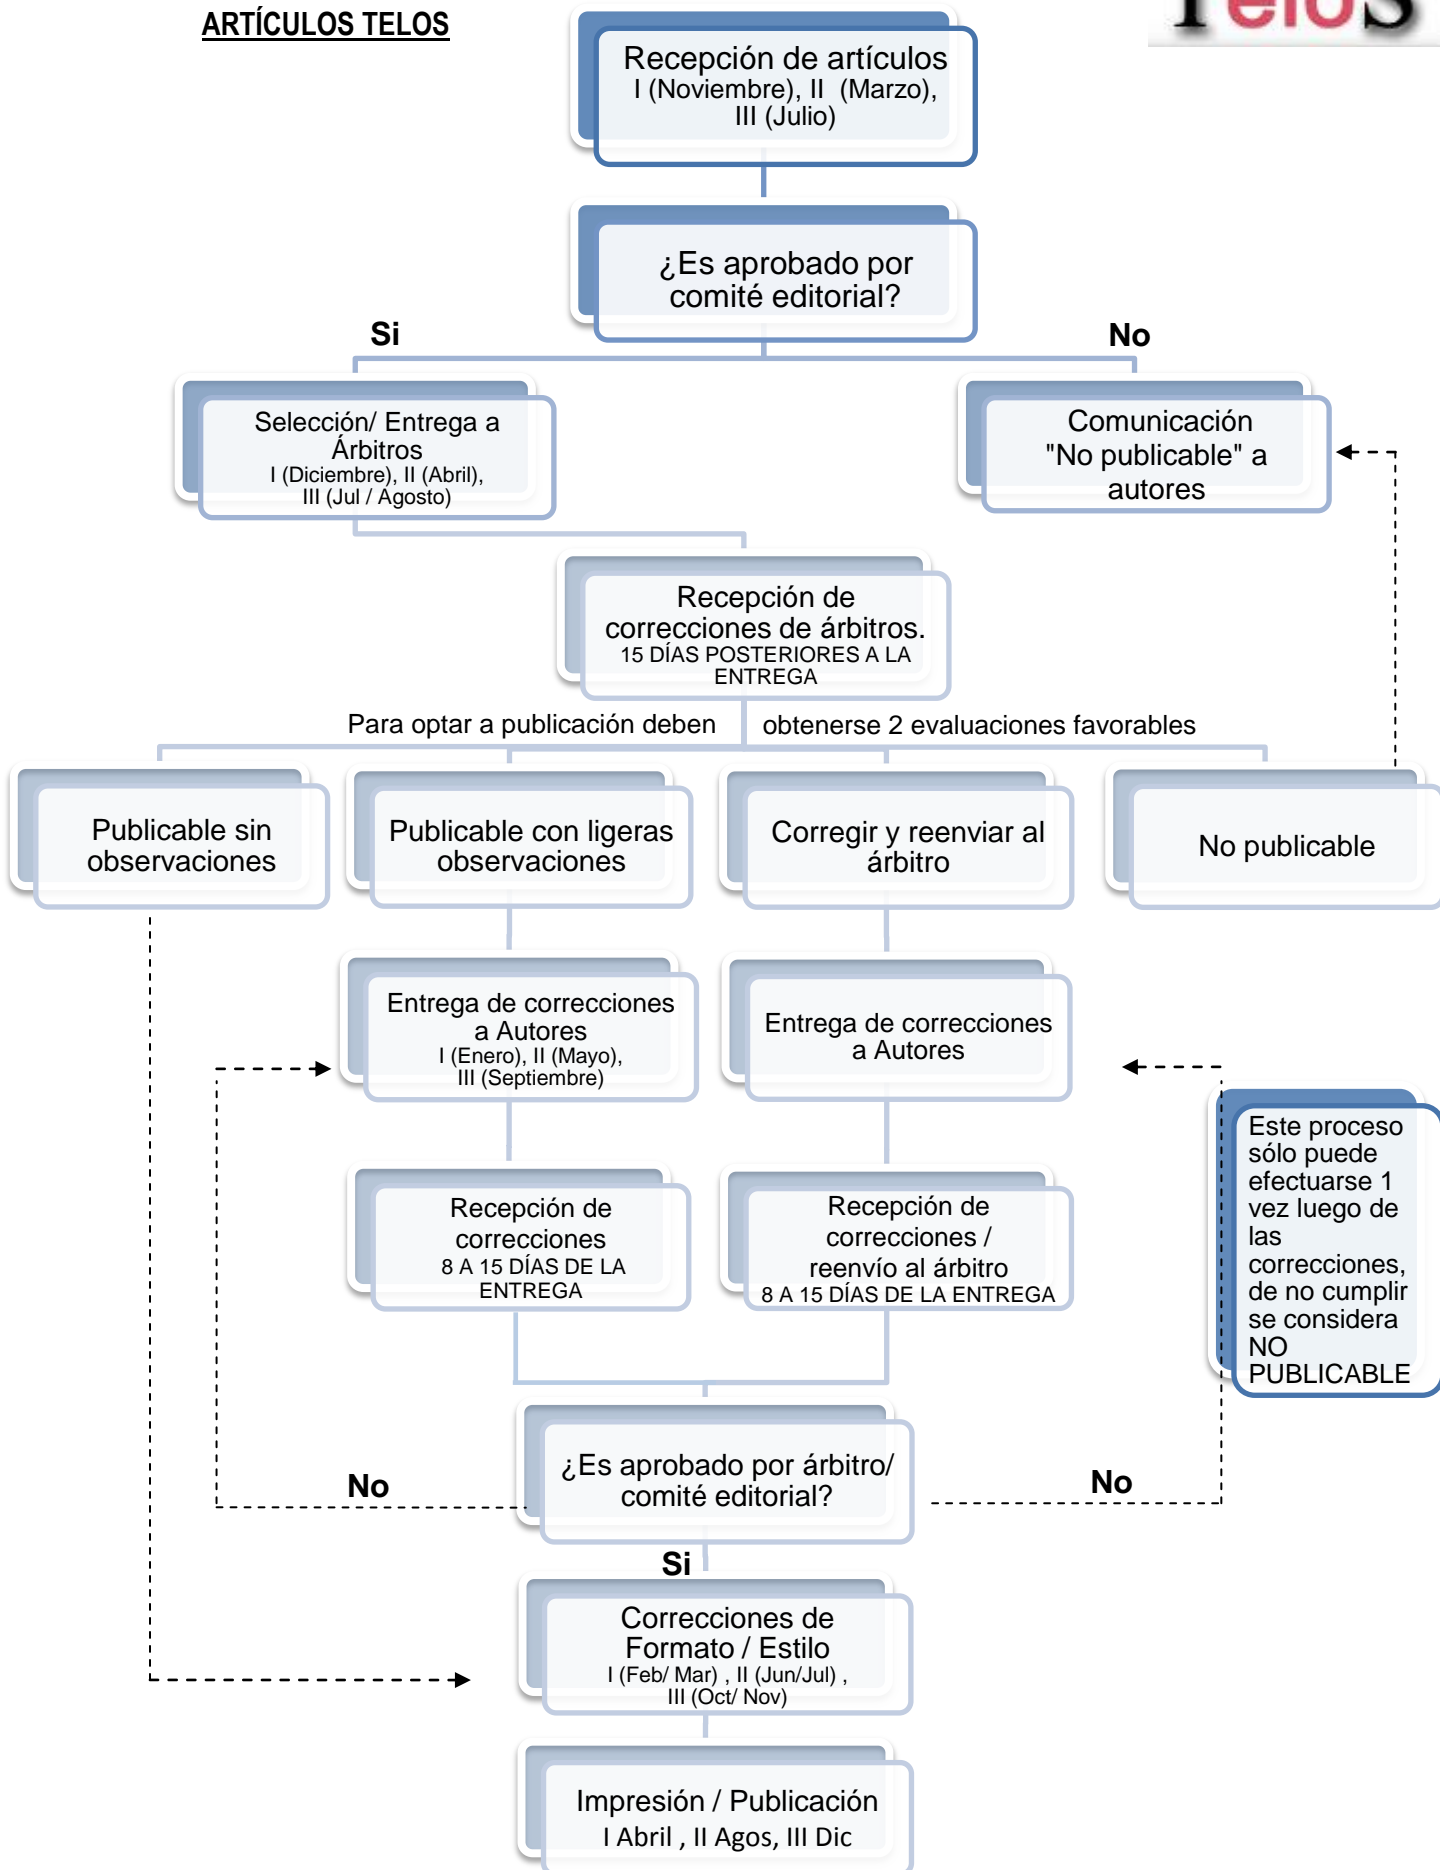 ARTÍCULOS TELOS
TeloS
Recepción de artículos
I (Noviembre), II (Marzo),
III (Julio)
¿Es aprobado por
comité editorial?
Si
No
Selección/ Entrega a
Árbitros
I (Diciembre), II (Abril),
III (Jul / Agosto)
Comunicación
"No publicable" a
autores
Recepción de
correcciones de árbitros.
15 DÍAS POSTERIORES A LA
ENTREGA
Para optar a publicación deben obtenerse 2 evaluaciones favorables
Publicable sin
observaciones
Publicable con ligeras
observaciones
Corregir y reenviar al
árbitro
No publicable
Entrega de correcciones
a Autores
I (Enero), II (Mayo),
III (Septiembre)
Entrega de correcciones
a Autores
Este proceso
sólo puede
efectuarse 1
vez luego de
las
correcciones,
de no cumplir
se considera
NO
PUBLICABLE
Recepción de
correcciones
8 A 15 DÍAS DE LA
ENTREGA
Recepción de
correcciones /
reenvío al árbitro
8 A 15 DÍAS DE LA ENTREGA
¿Es aprobado por árbitro/
comité editorial?
No
No
Si
Correcciones de
Formato / Estilo
I (Feb/ Mar) , II (Jun/Jul) ,
III (Oct/ Nov)
Impresión / Publicación
I Abril , II Agos, III Dic